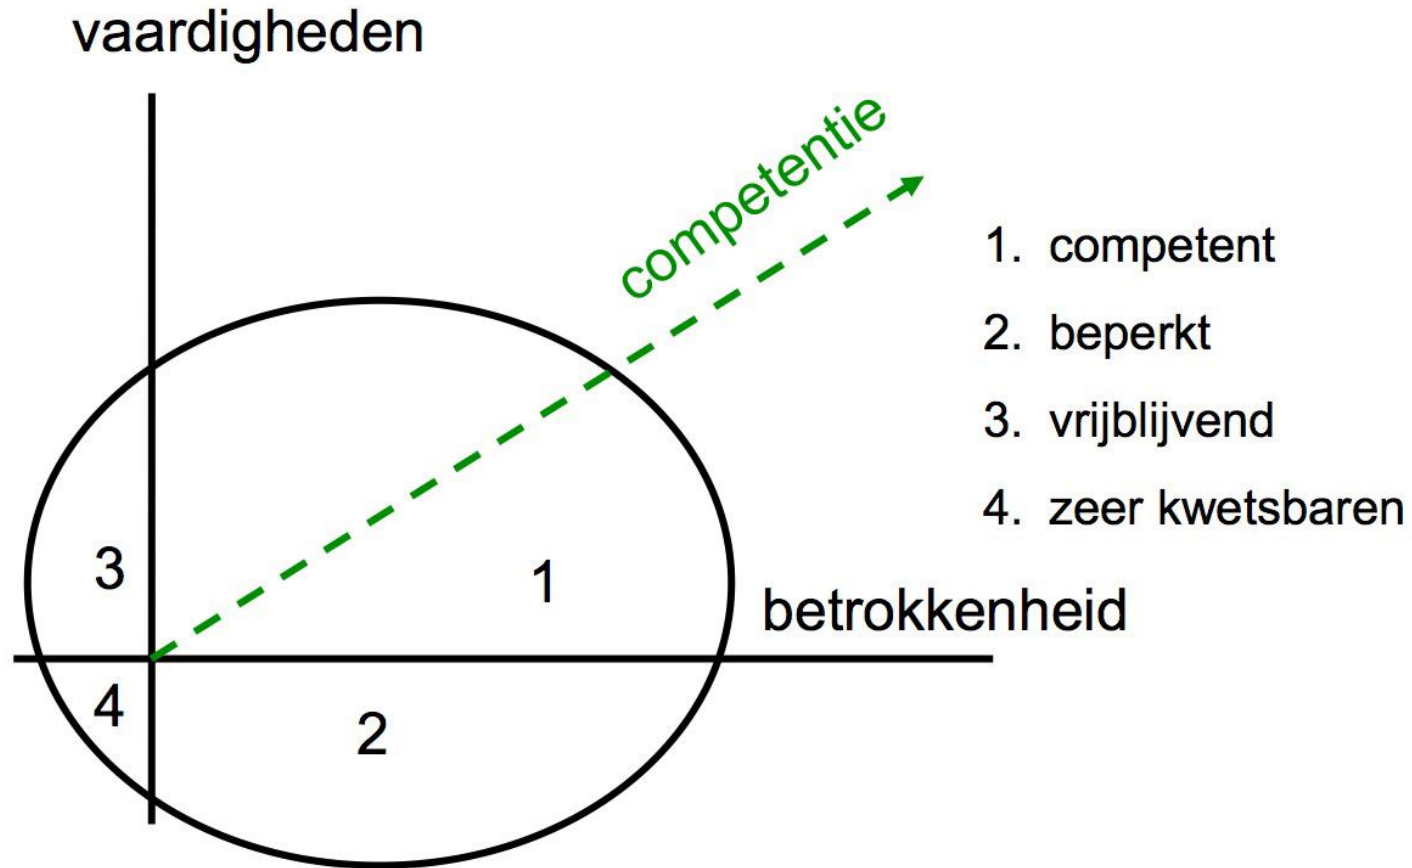 vaardigheden
competentie
1. competent
2. beperkt
3. vrijblijvend
4. zeer kwetsbaren
3
1
betrokkenheid
4
2